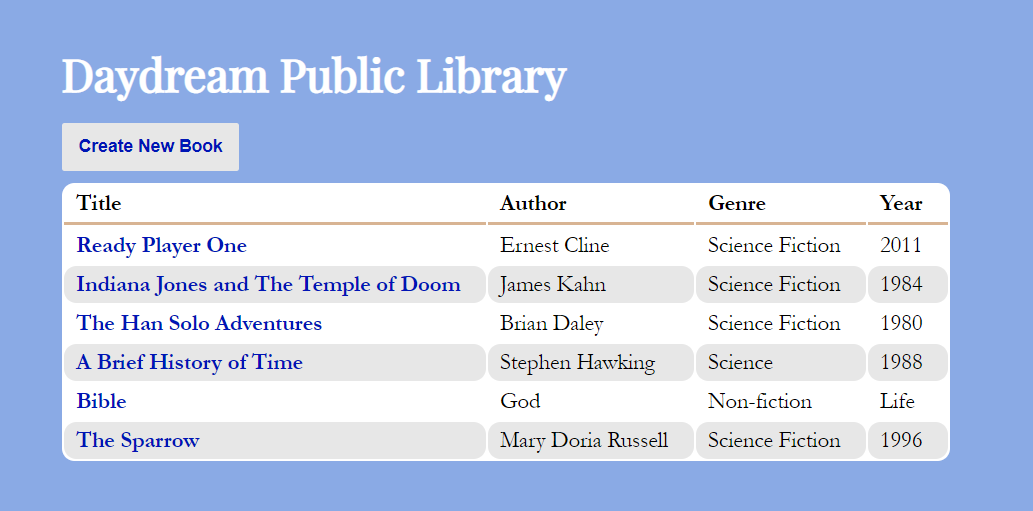 Daydream Public Library
Create New Book
Title Author Genre Year
Ready Player One Ernest Cline Science Fiction 2011
Indiana Jones and The Temple of Doom James Kahn Science Fiction 1984
The Han Solo Adventures Brian Daley Science Fiction 1980
A Brief History of Time Stephen Hawking Science 1988
Bible God Non-fiction Life
The Sparrow Mary Doria Russell Science Fiction 1996